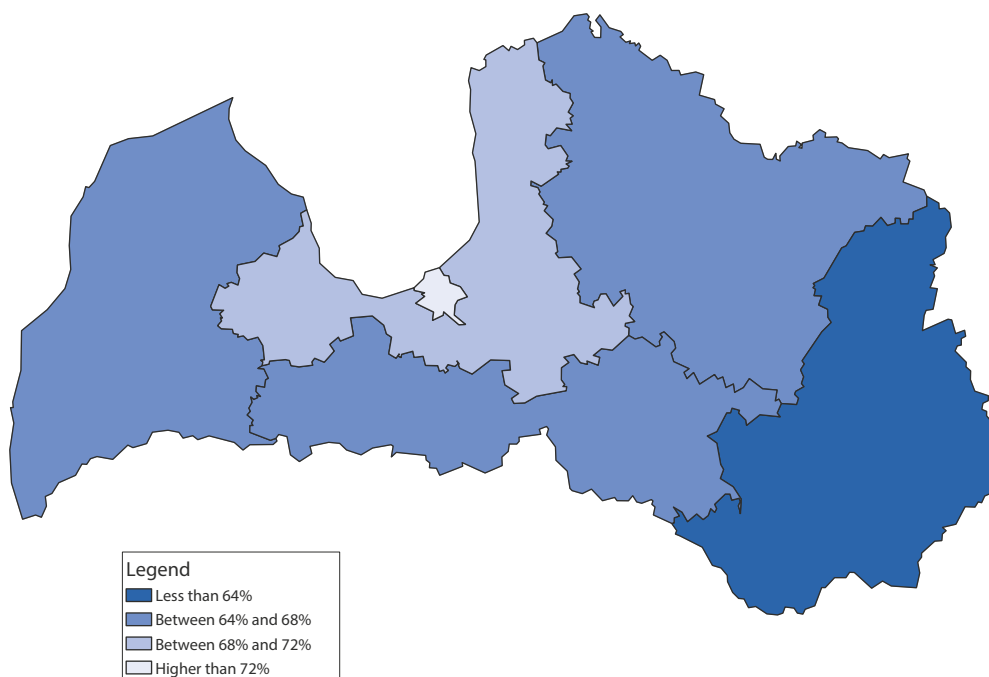 Legend
Less than 64%
Between 64% and 68%
Between 68% and 72%
Higher than 72%